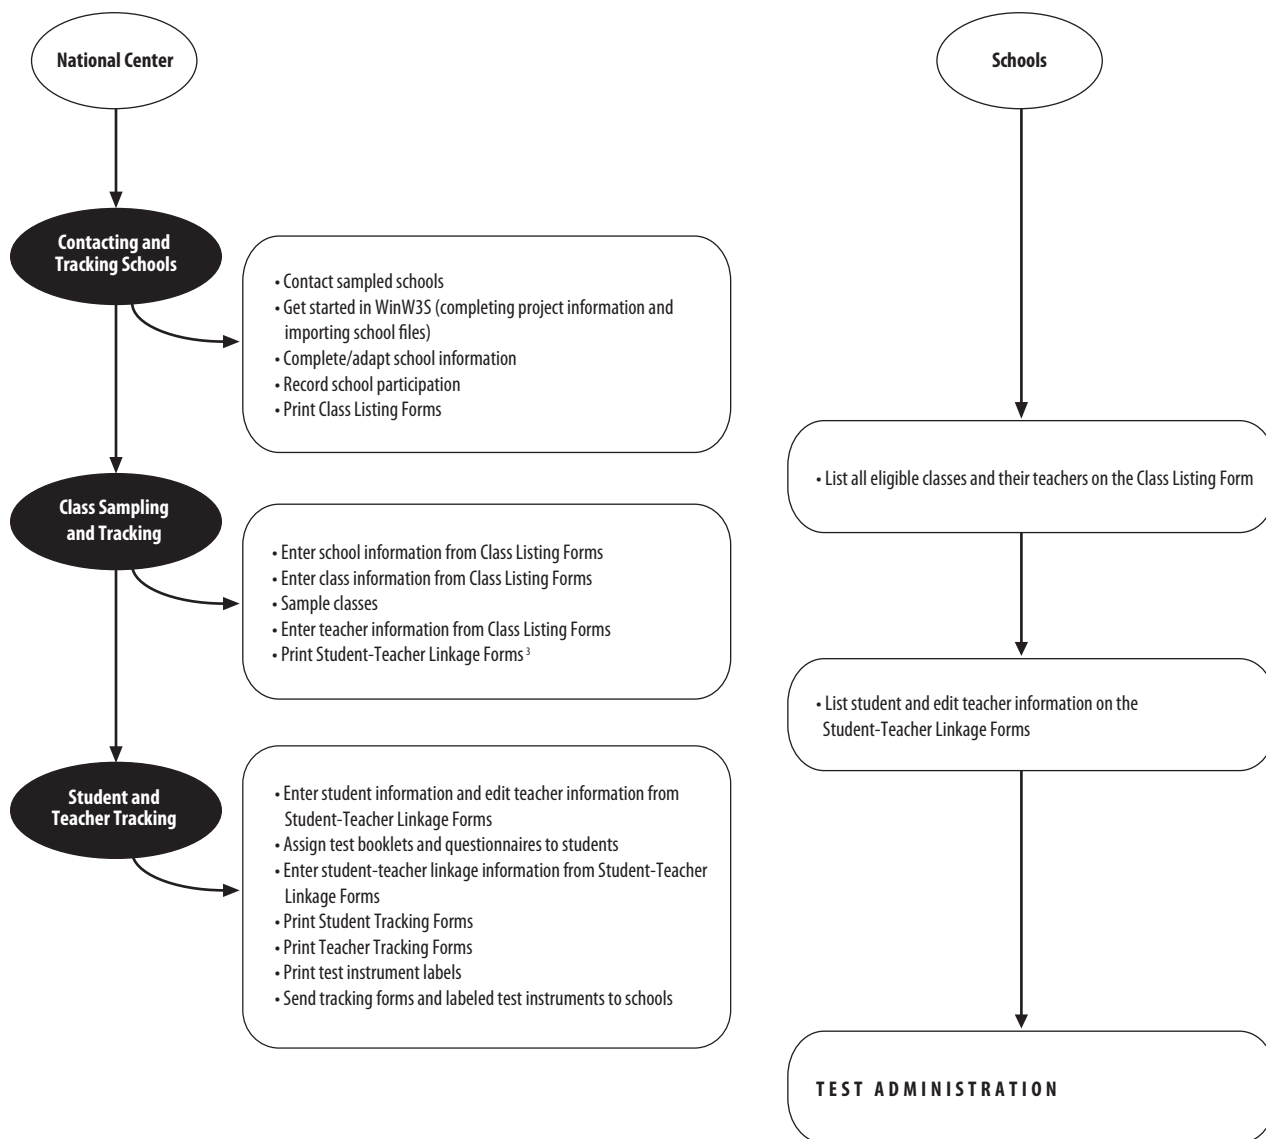 National Center
Schools
Contacting and
Tracking Schools
• Contact sampled schools
• Get started in WinW3S (completing project information and
importing school files)
• Complete/adapt school information
• Record school participation
• Print Class Listing Forms
• List all eligible classes and their teachers on the Class Listing Form
Class Sampling
and Tracking
• Enter school information from Class Listing Forms
• Enter class information from Class Listing Forms
• Sample classes
• Enter teacher information from Class Listing Forms
• Print Student-Teacher Linkage Forms 3
• List student and edit teacher information on the
Student-Teacher Linkage Forms
Student and
Teacher Tracking
• Enter student information and edit teacher information from
Student-Teacher Linkage Forms
• Assign test booklets and questionnaires to students
• Enter student-teacher linkage information from Student-Teacher
Linkage Forms
• Print Student Tracking Forms
• Print Teacher Tracking Forms
• Print test instrument labels
• Send tracking forms and labeled test instruments to schools
TEST ADMINISTRATION